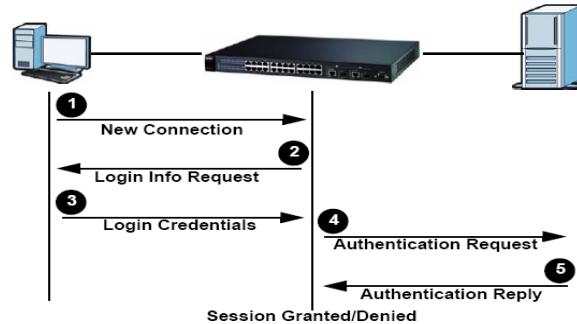 1
New Connection
2
Login Info Request
3
Login Credentials
4
Authentication Request
5
Authentication Reply
Session Granted/Denied